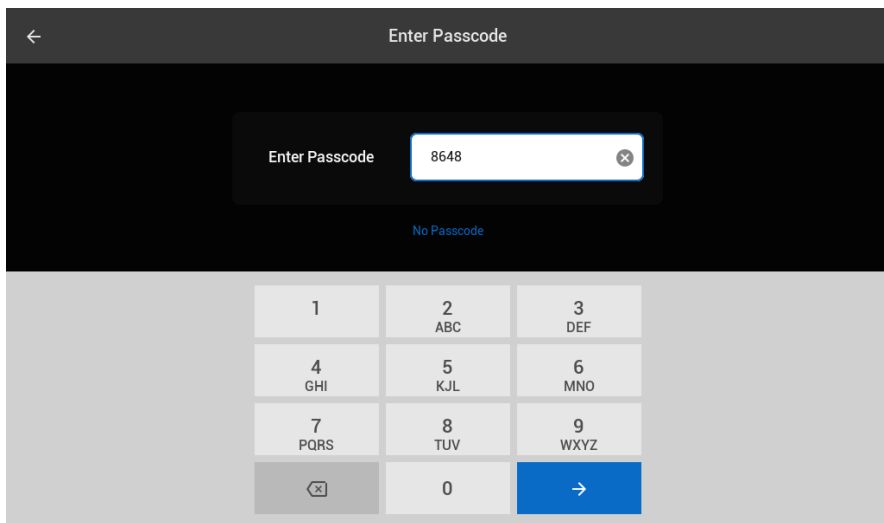 Enter Passcode
Enter Passcode 8648
No Passcode
1 2 3
ABC DEF
4 5 6
GHI KJL MNO
7 8 9
PQRS TUV WXYZ
0